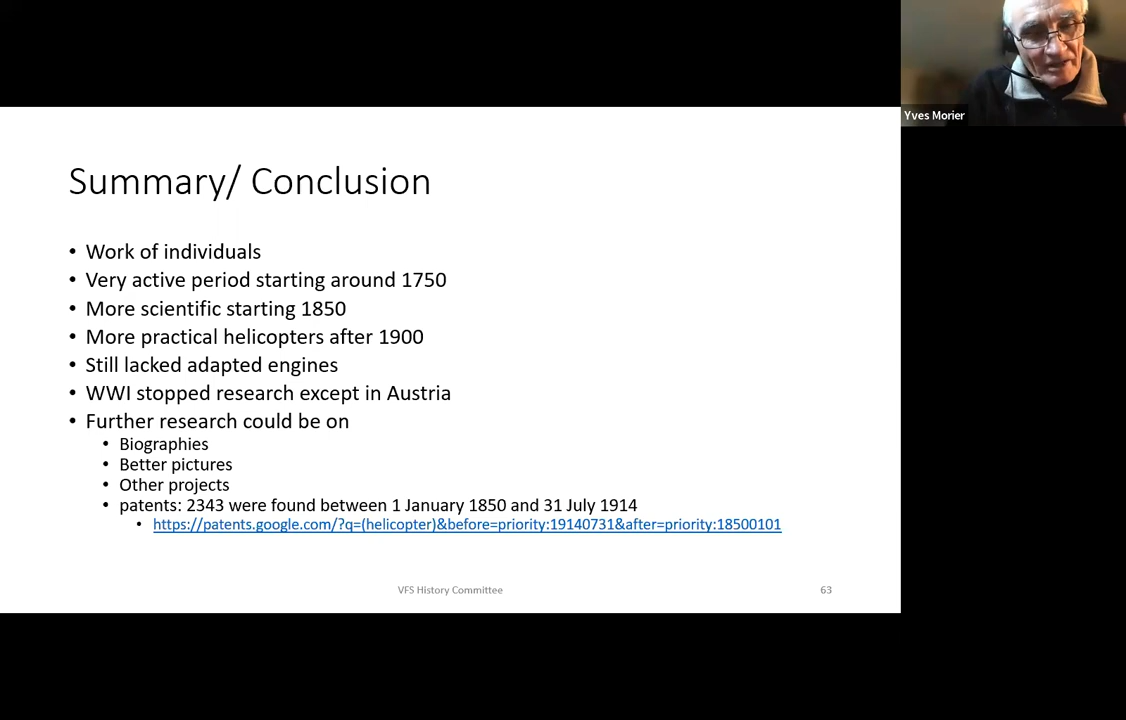 Yves Morier
Summary/ Conclusion
• Work of individuals
• Very active period starting around 1750
• More scientific starting 1850
• More practical helicopters after 1900
• Still lacked adapted engines
• WWI stopped research except in Austria
• Further research could be on
• Biographies
• Better pictures
• Other projects
• patents: 2343 were found between 1 January 1850 and 31 July 1914
• https://patents.google.com/?q=(helicopter)&before=priority:19140731&after=priority:18500101
VFS History Committee
63